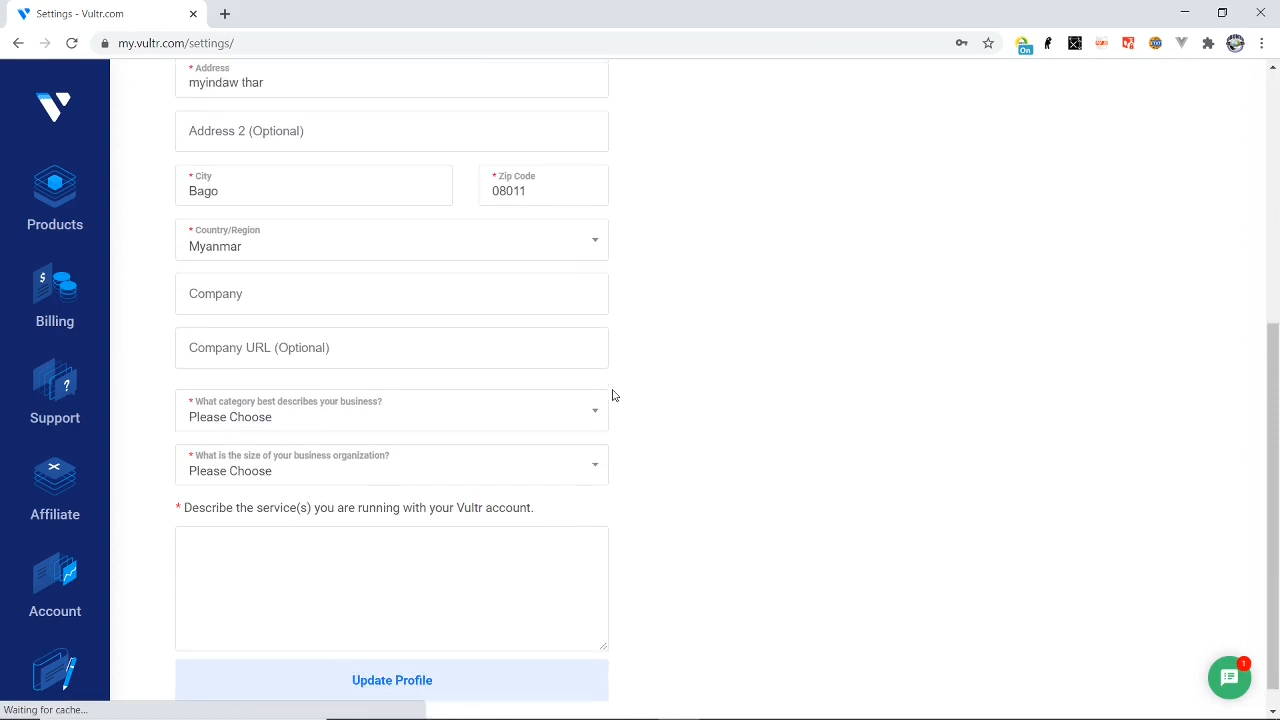 Settings - Vultr.com
my.vultr.com/settings/
On
* Address
myindaw thar
Address 2 (Optional)
* City
Bago
* Zip Code
08011
* Country/Region
Myanmar
Company
Company URL (Optional)
* What category best describes your business?
Please Choose
* What is the size of your business organization?
Please Choose
* Describe the service(s) you are running with your Vultr account.
Update Profile
Products
$
Billing
?
Support
Affiliate
Account
1
Waiting for cache...